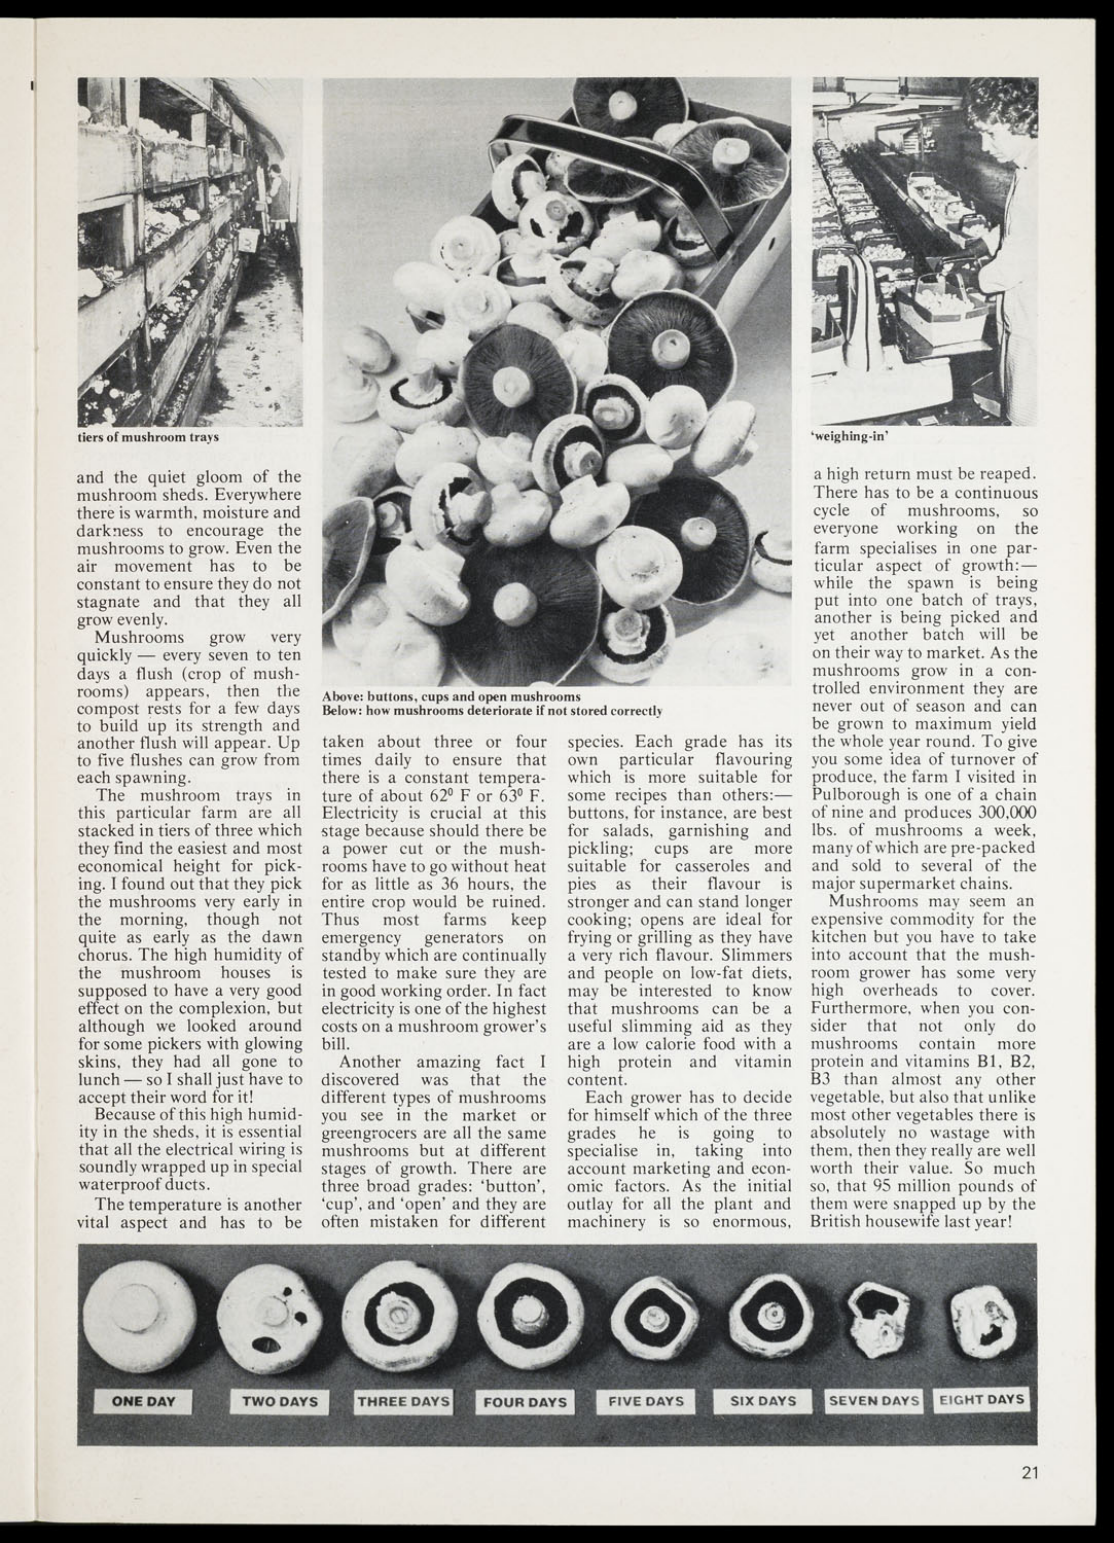 tiers of mushroom trays
and the quiet gloom of the
mushroom sheds. Everywhere
there is warmth, moisture and
darkness to encourage the
mushrooms to grow. Even the
air movement has to be
constant to ensure they do not
stagnate and that they all
grow evenly.
Mushrooms grow very
quickly — every seven to ten
days a flush (crop of mush-
rooms) appears, then the
compost rests for a few days
to build up its strength and
another flush will appear. Up
to five flushes can grow from
each spawning.
The mushroom trays in
this particular farm are all
stacked in tiers of three which
they find the easiest and most
economical height for pick-
ing. I found out that they pick
the mushrooms very early in
the morning, though not
quite as early as the dawn
chorus. The high humidity of
the mushroom houses is
supposed to have a very good
effect on the complexion, but
although we looked around
for some pickers with glowing
skins, they had all gone to
lunch — so I shall just have to
accept their word for it!
Because of this high humid-
ity in the sheds, it is essential
that all the electrical wiring is
soundly wrapped up in special
waterproof ducts.
The temperature is another
vital aspect and has to be
Above: buttons, cups and open mushrooms
Below: how mushrooms deteriorate if not stored correctly
taken about three or four
times daily to ensure that
there is a constant tempera-
ture of about 62⁰ F or 63⁰ F.
Electricity is crucial at this
stage because should there be
a power cut or the mush-
rooms have to go without heat
for as little as 36 hours, the
entire crop would be ruined.
Thus most farms keep
emergency generators on
standby which are continually
tested to make sure they are
in good working order. In fact
electricity is one of the highest
costs on a mushroom grower's
bill.
Another amazing fact I
discovered was that the
different types of mushrooms
you see in the market or
greengrocers are all the same
mushrooms but at different
stages of growth. There are
three broad grades: 'button',
'cup', and 'open' and they are
often mistaken for different
species. Each grade has its
own particular flavouring
which is more suitable for
some recipes than others:—
buttons, for instance, are best
for salads, garnishing and
pickling; cups are more
suitable for casseroles and
pies as their flavour is
stronger and can stand longer
cooking; opens are ideal for
frying or grilling as they have
a very rich flavour. Slimmers
and people on low-fat diets,
may be interested to know
that mushrooms can be a
useful slimming aid as they
are a low calorie food with a
high protein and vitamin
content.
Each grower has to decide
for himself which of the three
grades he is going to
specialise in, taking into
account marketing and econ-
omic factors. As the initial
outlay for all the plant and
machinery is so enormous,
'weighing-in'
a high return must be reaped.
There has to be a continuous
cycle of mushrooms, so
everyone working on the
farm specialises in one par-
ticular aspect of growth:—
while the spawn is being
put into one batch of trays,
another is being picked and
yet another batch will be
on their way to market. As the
mushrooms grow in a con-
trolled environment they are
never out of season and can
be grown to maximum yield
the whole year round. To give
you some idea of turnover of
produce, the farm I visited in
Pulborough is one of a chain
of nine and produces 300,000
lbs. of mushrooms a week,
many of which are pre-packed
and sold to several of the
major supermarket chains.
Mushrooms may seem an
expensive commodity for the
kitchen but you have to take
into account that the mush-
room grower has some very
high overheads to cover.
Furthermore, when you con-
sider that not only do
mushrooms contain more
protein and vitamins B1, B2,
B3 than almost any other
vegetable, but also that unlike
most other vegetables there is
absolutely no wastage with
them, then they really are well
worth their value. So much
so, that 95 million pounds of
them were snapped up by the
British housewife last year!
ONE DAY
TWO DAYS
THREE DAYS
FOUR DAYS
FIVE DAYS
SIX DAYS
SEVEN DAYS
EIGHT DAYS
21